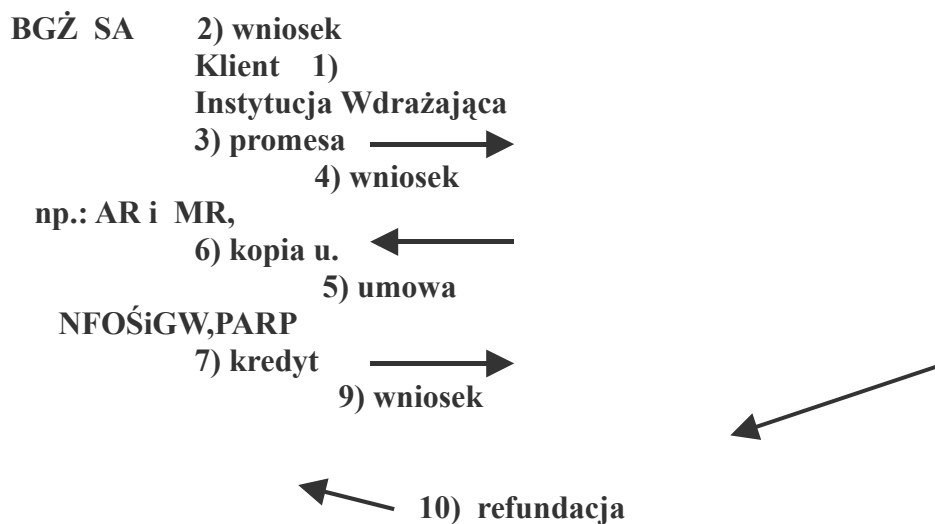 BGŻ SA 2) wniosek
Klient 1)
Instytucja Wdrażająca
3) promesa
4) wniosek
np.: AR i MR,
6) kopia u.
5) umowa
NFOŚiGW,PARP
7) kredyt
9) wniosek
10) refundacja